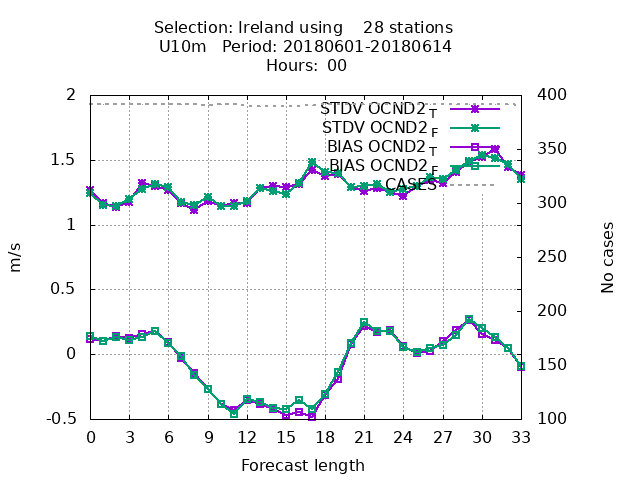 Selection: Ireland using    28 stations
U10m   Period: 20180601-20180614
Hours: 00
2 400
STDV OCND2 T
STDV OCND2 F
BIAS OCND2 T
1.5 350
BIAS OCND2 F
CASES
1 300
0.5 250
200
0 150
-0.5 100
0 3 6 9 12 15 18 21 24 27 30 33
Forecast length
m/s
No cases